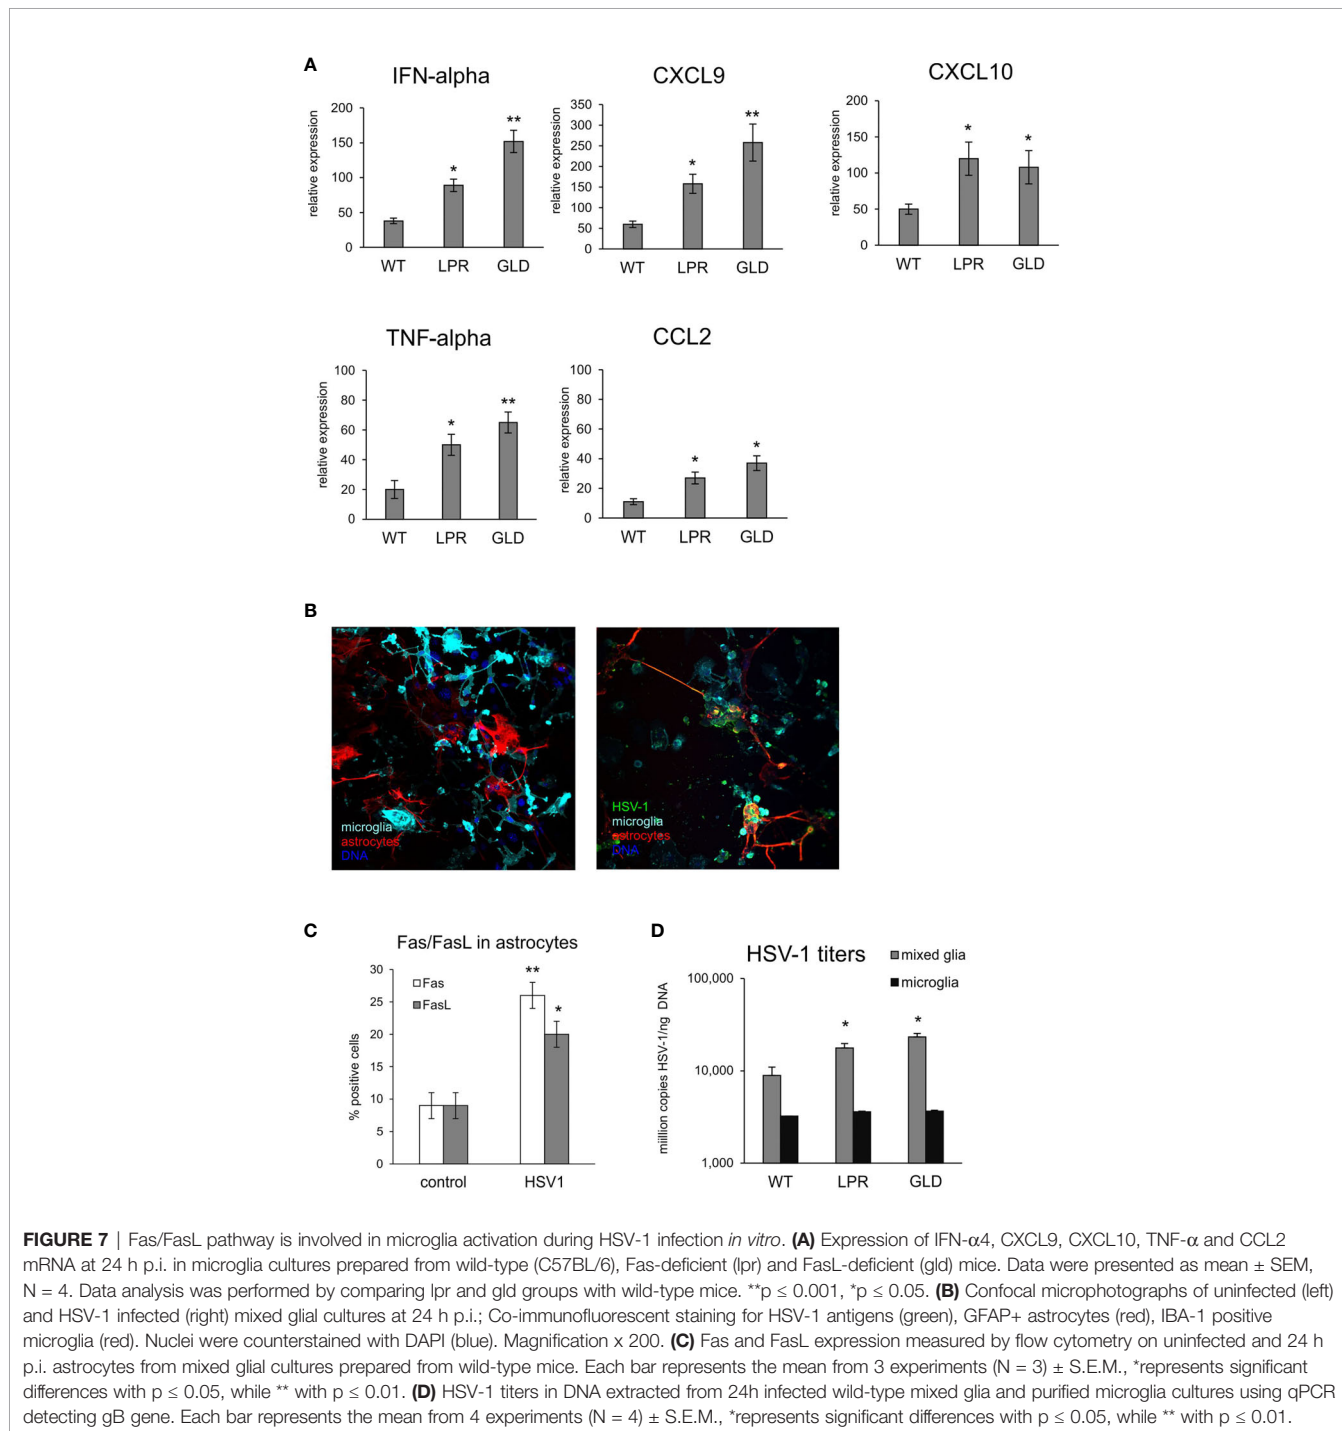 A
IFN-alpha
relative expression
200
150
100
50
0
**
*
WT LPR GLD
CXCL9
relative expression
350
300
250
200
150
100
50
0
**
*
WT LPR GLD
CXCL10
relative expression
200
150
100
50
0
*
*
WT LPR GLD
TNF-alpha
relative expression
100
80
60
40
20
0
**
*
WT LPR GLD
CCL2
relative expression
100
80
60
40
20
0
*
*
WT LPR GLD
B
microglia
astrocytes
DNA
HSV-1
microglia
astrocytes
DNA
C
Fas/FasL in astrocytes
% positive cells
30
25
20
15
10
5
0
Fas
FasL
**
*
control HSV1
D
HSV-1 titers
mixed glia
microglia
miillion copies HSV-1/ng DNA
100,000
10,000
1,000
*
*
WT LPR GLD
FIGURE 7 | Fas/FasL pathway is involved in microglia activation during HSV-1 infection in vitro. (A) Expression of IFN-α4, CXCL9, CXCL10, TNF-α and CCL2
mRNA at 24 h p.i. in microglia cultures prepared from wild-type (C57BL/6), Fas-deficient (lpr) and FasL-deficient (gld) mice. Data were presented as mean ± SEM,
N = 4. Data analysis was performed by comparing lpr and gld groups with wild-type mice. **p ≤ 0.001, *p ≤ 0.05. (B) Confocal microphotographs of uninfected (left)
and HSV-1 infected (right) mixed glial cultures at 24 h p.i.; Co-immunofluorescent staining for HSV-1 antigens (green), GFAP+ astrocytes (red), IBA-1 positive
microglia (red). Nuclei were counterstained with DAPI (blue). Magnification x 200. (C) Fas and FasL expression measured by flow cytometry on uninfected and 24 h
p.i. astrocytes from mixed glial cultures prepared from wild-type mice. Each bar represents the mean from 3 experiments (N = 3) ± S.E.M., *represents significant
differences with p ≤ 0.05, while ** with p ≤ 0.01. (D) HSV-1 titers in DNA extracted from 24h infected wild-type mixed glia and purified microglia cultures using qPCR
detecting gB gene. Each bar represents the mean from 4 experiments (N = 4) ± S.E.M., *represents significant differences with p ≤ 0.05, while ** with p ≤ 0.01.